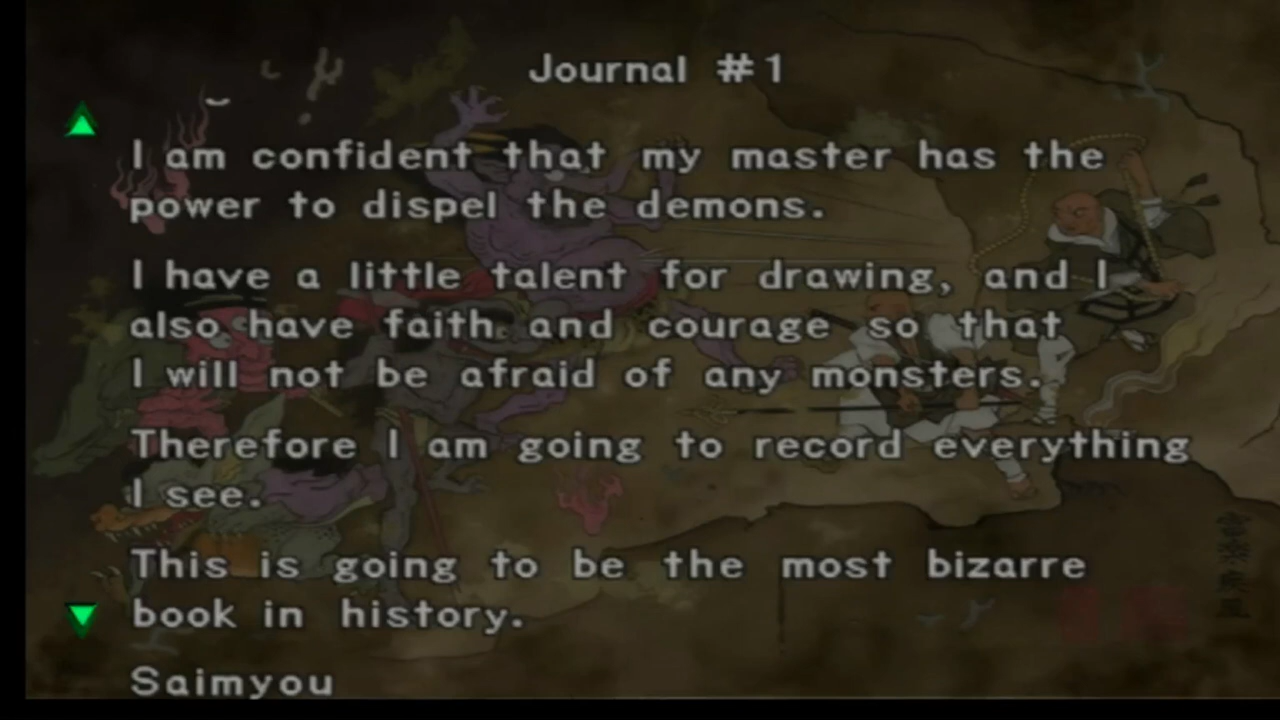 Journal #1
I am confident that my master has the
power to dispel the demons.
I have a little talent for drawing, and I
also have faith and courage so that
I will not be afraid of any monsters.
Therefore I am going to record everything
I see.
This is going to be the most bizarre
book in history.
Saimyou